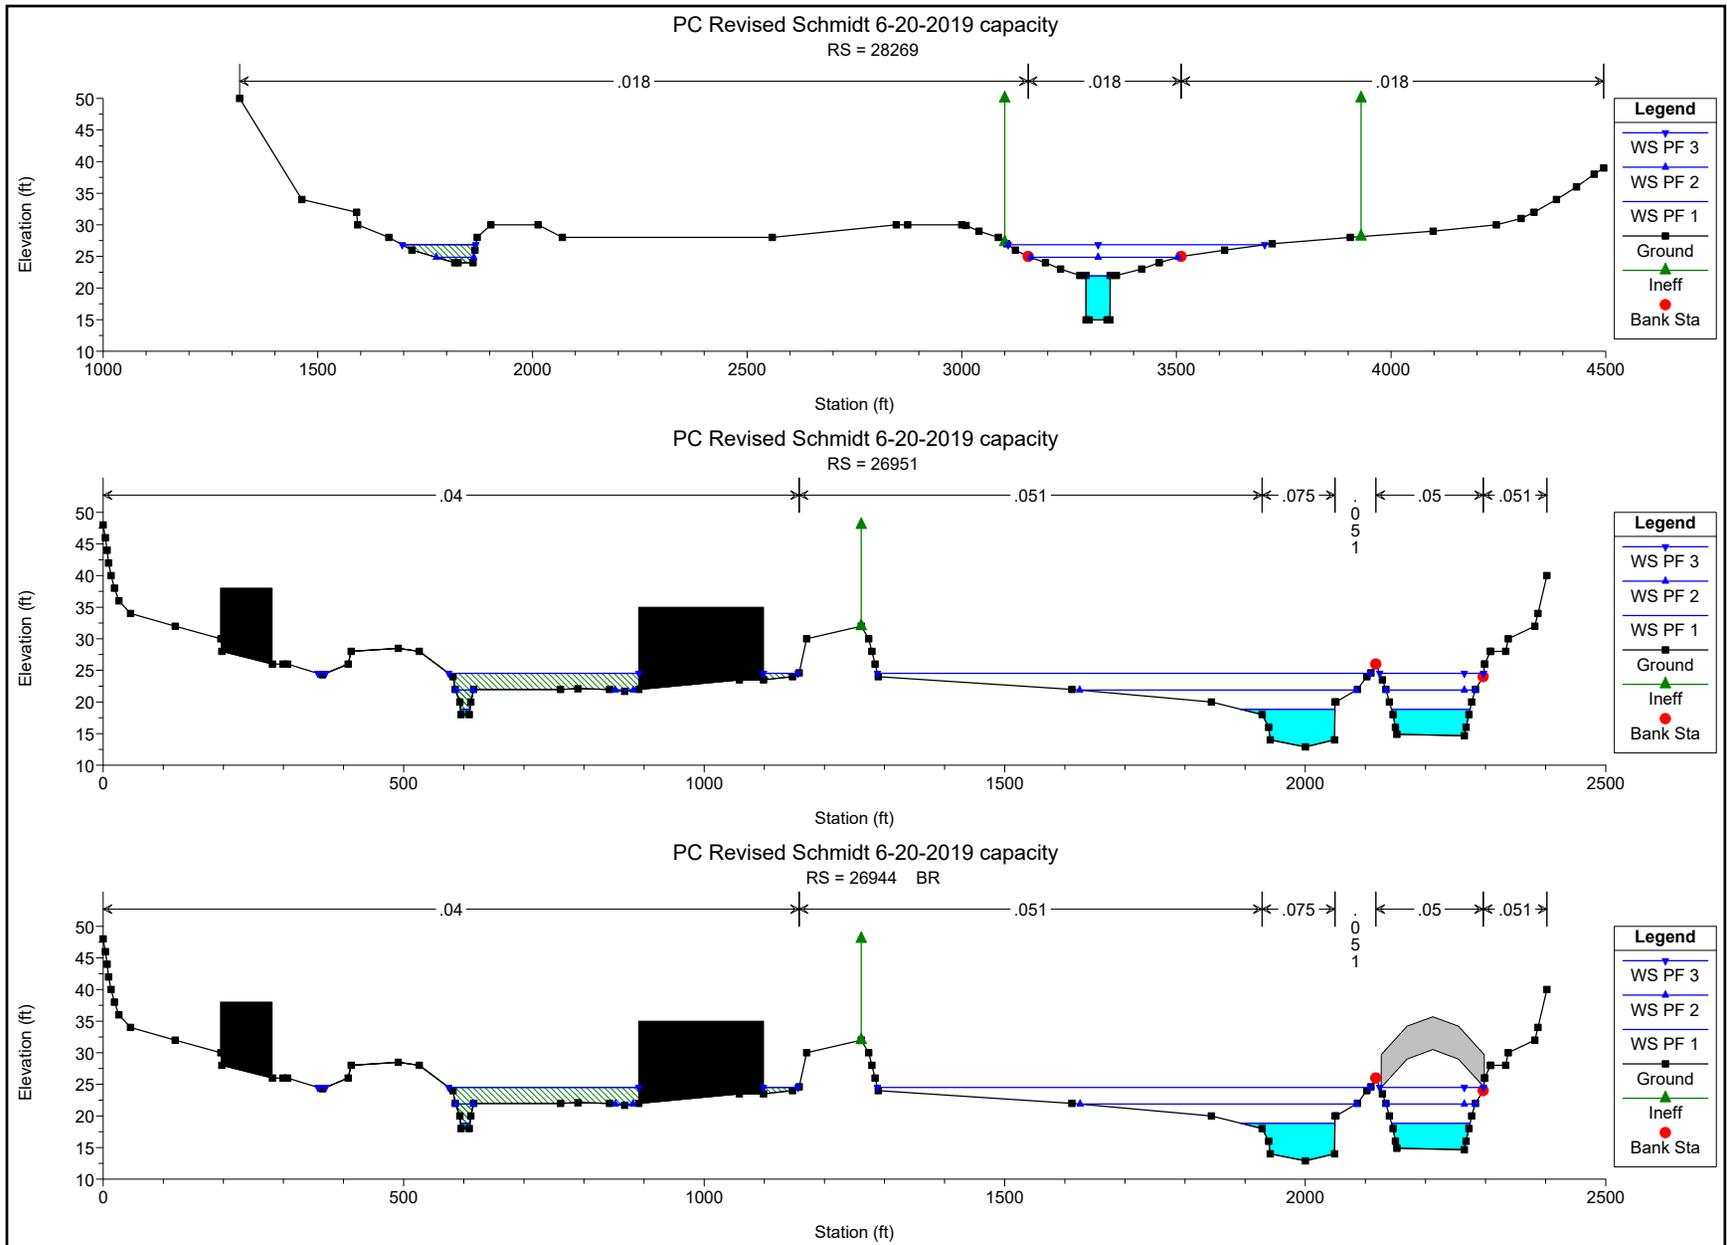 PC Revised Schmidt 6-20-2019 capacity
RS = 28269
.018 .018 .018
Elevation (ft)
50
45
40
35
30
25
20
15
10
1000 1500 2000 2500 3000 3500 4000 4500
Station (ft)
Legend
WS PF 3
WS PF 2
WS PF 1
Ground
Ineff
Bank Sta
PC Revised Schmidt 6-20-2019 capacity
RS = 26951
.04 .051 .075 .051 .05 .051
Elevation (ft)
50
45
40
35
30
25
20
15
10
0 500 1000 1500 2000 2500
Station (ft)
Legend
WS PF 3
WS PF 2
WS PF 1
Ground
Ineff
Bank Sta
PC Revised Schmidt 6-20-2019 capacity
RS = 26944 BR
.04 .051 .075 .051 .05 .051
Elevation (ft)
50
45
40
35
30
25
20
15
10
0 500 1000 1500 2000 2500
Station (ft)
Legend
WS PF 3
WS PF 2
WS PF 1
Ground
Ineff
Bank Sta